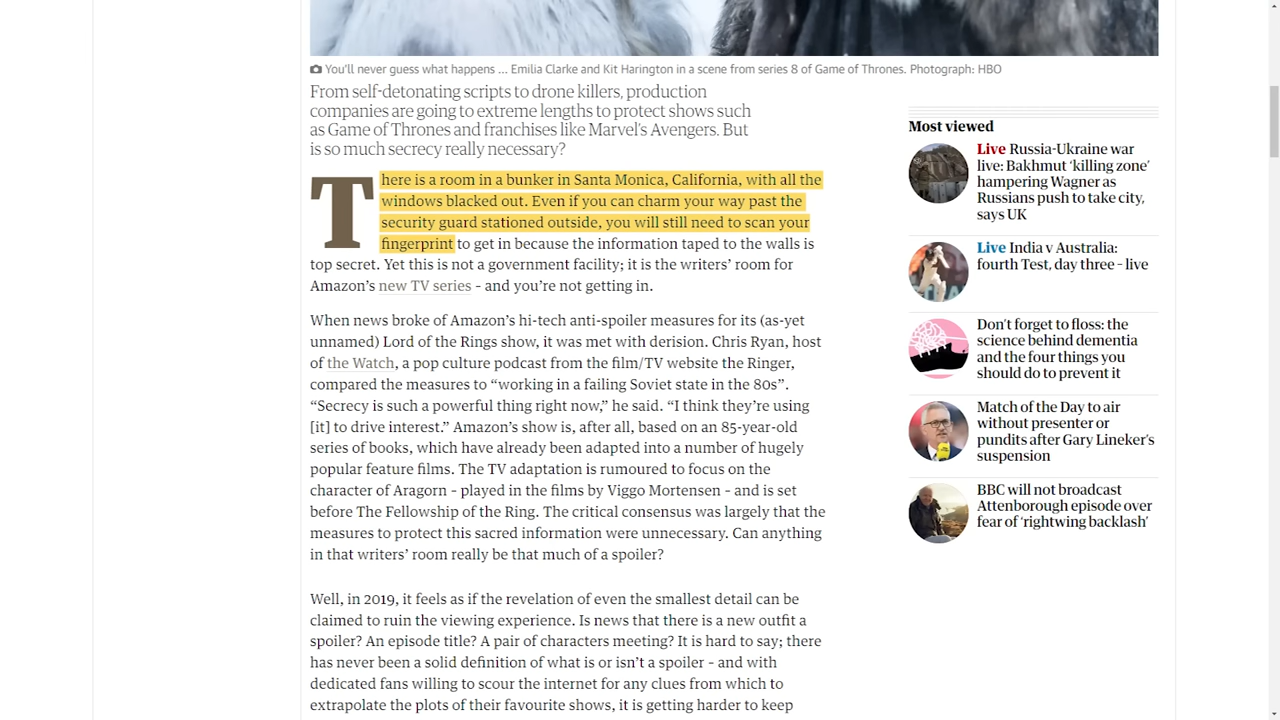 You'll never guess what happens ... Emilia Clarke and Kit Harington in a scene from series 8 of Game of Thrones. Photograph: HBO
From self-detonating scripts to drone killers, production
companies are going to extreme lengths to protect shows such
as Game of Thrones and franchises like Marvel's Avengers. But
is so much secrecy really necessary?
There is a room in a bunker in Santa Monica, California, with all the
windows blacked out. Even if you can charm your way past the
security guard stationed outside, you will still need to scan your
fingerprint to get in because the information taped to the walls is
top secret. Yet this is not a government facility; it is the writers' room for
Amazon's new TV series – and you're not getting in.
When news broke of Amazon's hi-tech anti-spoiler measures for its (as-yet
unnamed) Lord of the Rings show, it was met with derision. Chris Ryan, host
of the Watch, a pop culture podcast from the film/TV website the Ringer,
compared the measures to “working in a failing Soviet state in the 80s”.
“Secrecy is such a powerful thing right now,” he said. “I think they're using
[it] to drive interest.” Amazon's show is, after all, based on an 85-year-old
series of books, which have already been adapted into a number of hugely
popular feature films. The TV adaptation is rumoured to focus on the
character of Aragorn – played in the films by Viggo Mortensen – and is set
before The Fellowship of the Ring. The critical consensus was largely that the
measures to protect this sacred information were unnecessary. Can anything
in that writers' room really be that much of a spoiler?
Well, in 2019, it feels as if the revelation of even the smallest detail can be
claimed to ruin the viewing experience. Is news that there is a new outfit a
spoiler? An episode title? A pair of characters meeting? It is hard to say; there
has never been a solid definition of what is or isn't a spoiler – and with
dedicated fans willing to scour the internet for any clues from which to
extrapolate the plots of their favourite shows, it is getting harder to keep
Most viewed
Live Russia-Ukraine war
live: Bakhmut ‘killing zone’
hampering Wagner as
Russians push to take city,
says UK
Live India v Australia:
fourth Test, day three – live
Don't forget to floss: the
science behind dementia
and the four things you
should do to prevent it
Match of the Day to air
without presenter or
pundits after Gary Lineker's
suspension
BBC will not broadcast
Attenborough episode over
fear of ‘rightwing backlash’